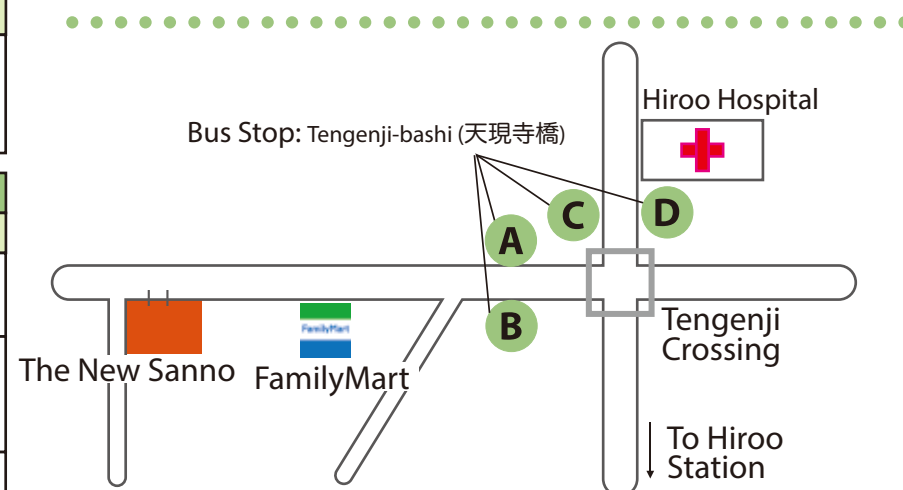 Hiroo Hospital
Bus Stop: Tengenji-bashi (天現寺橋)
C
D
A
B
FamilyMart
Tengenji
Crossing
The New Sanno
FamilyMart
To Hiroo
Station